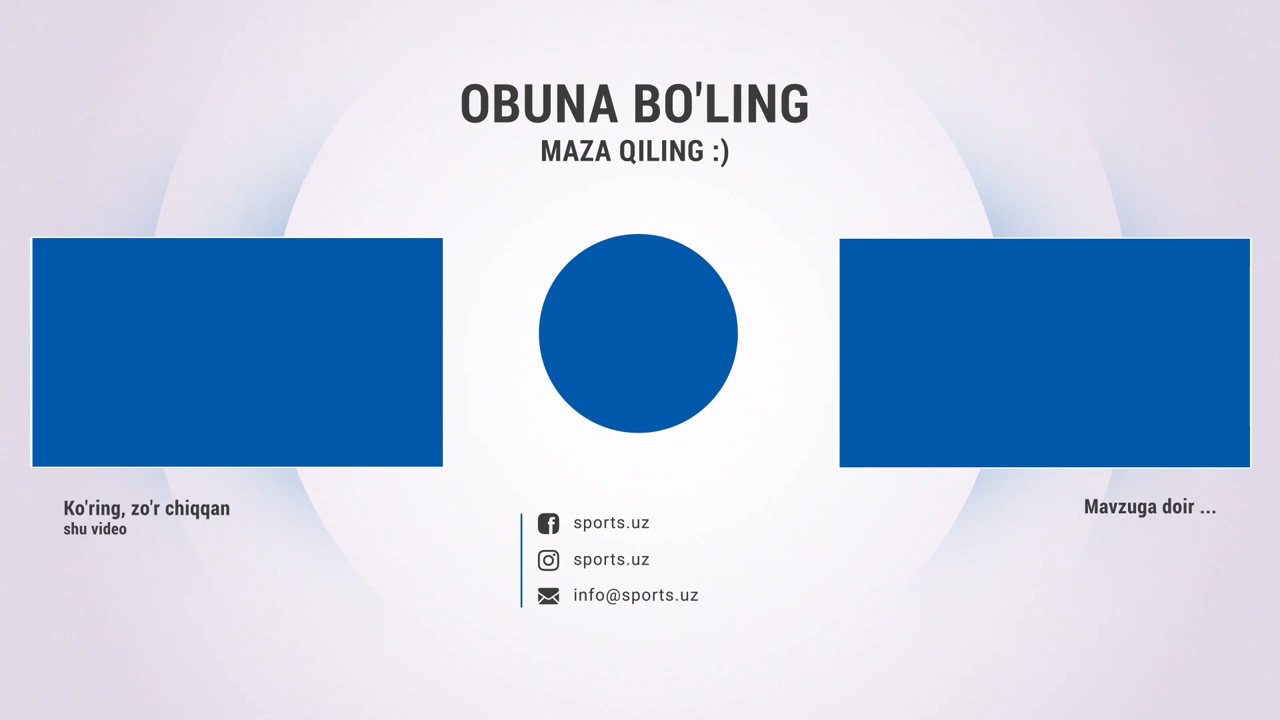 OBUNA BO'LING
MAZA QILING :)
Ko'ring, zo'r chiqqan
shu video
Mavzuga doir ...
sports.uz
sports.uz
info@sports.uz